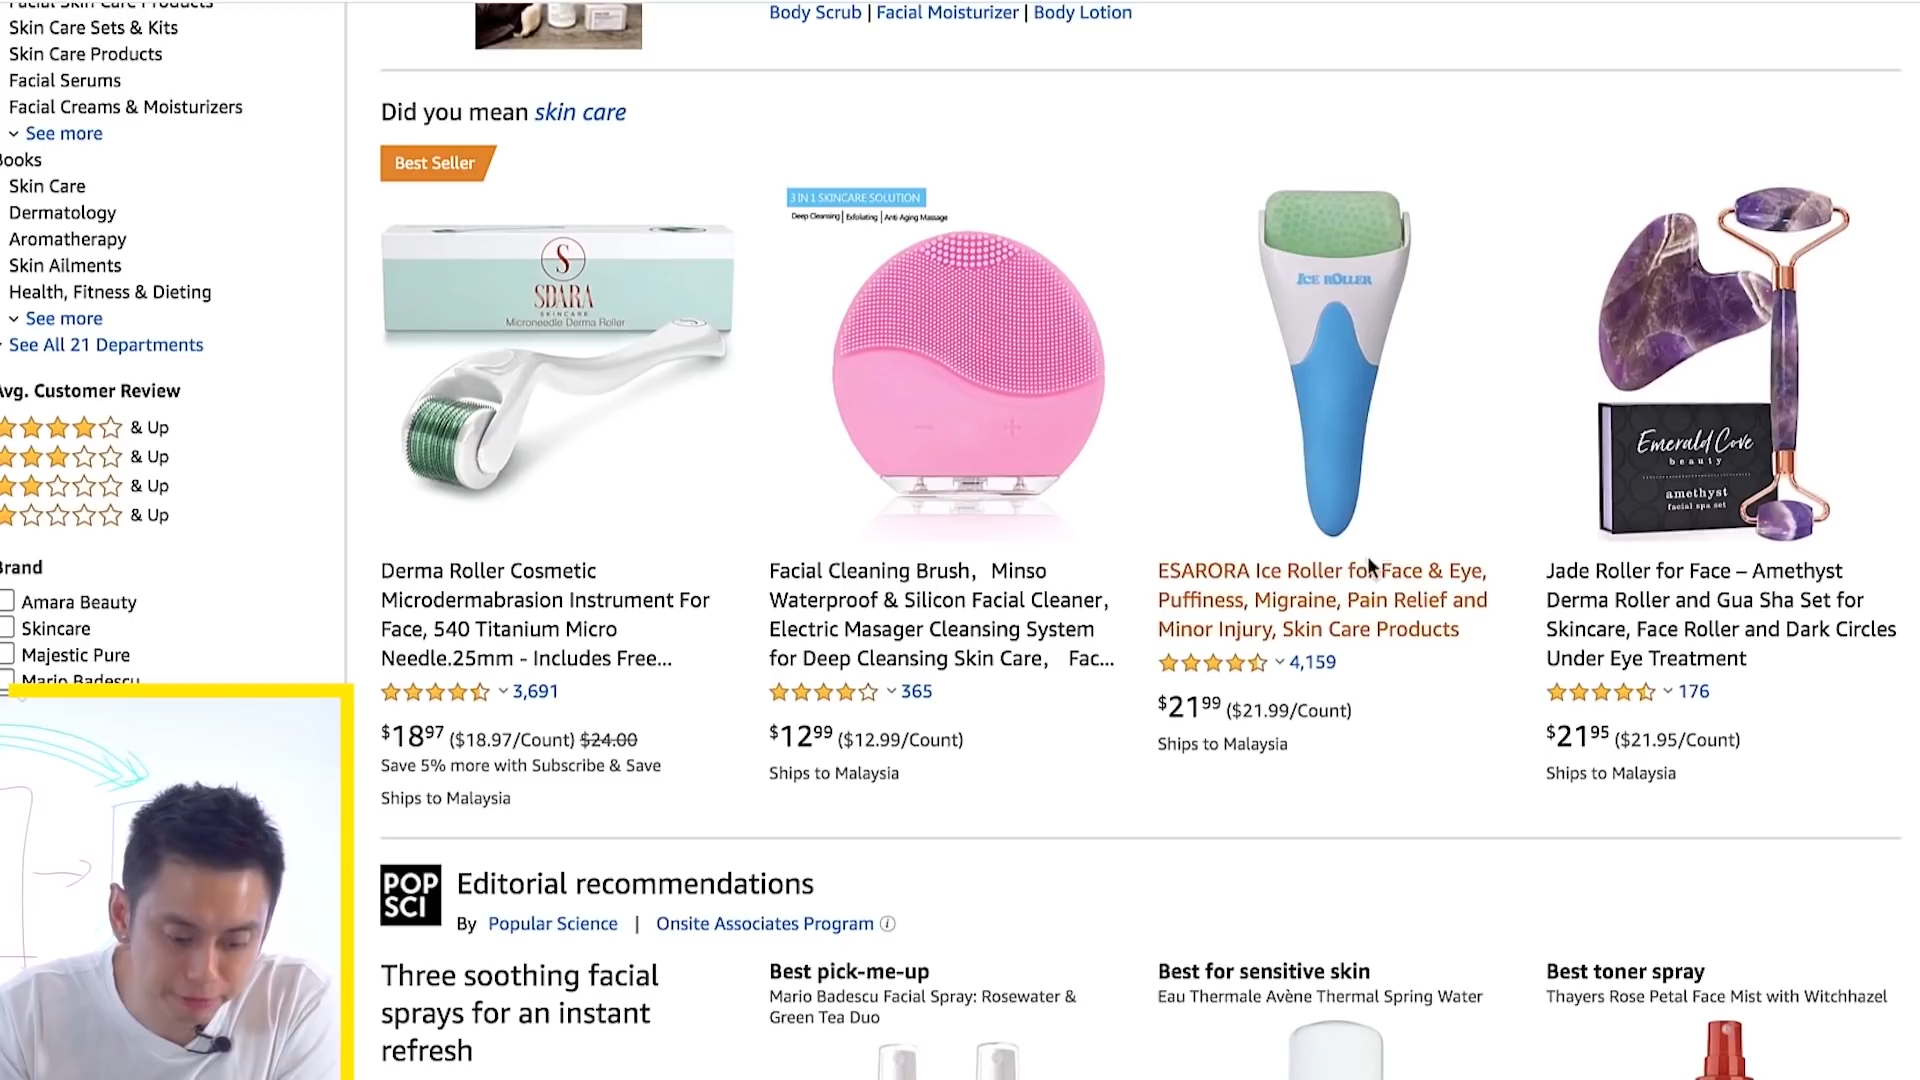 Facial Skin Care Products
Skin Care Sets & Kits
Skin Care Products
Facial Serums
Facial Creams & Moisturizers
See more
Books
Skin Care
Dermatology
Aromatherapy
Skin Ailments
Health, Fitness & Dieting
See more
See All 21 Departments
Avg. Customer Review
& Up
& Up
& Up
& Up
Brand
Amara Beauty
Skincare
Majestic Pure
Mario Badescu
Body Scrub | Facial Moisturizer | Body Lotion
Did you mean skin care
Best Seller
S
SDARA
SKINCARE
Microneedle Derma Roller
Derma Roller Cosmetic
Microdermabrasion Instrument For
Face, 540 Titanium Micro
Needle.25mm - Includes Free...
3,691
$18.97 ($18.97/Count) $24.00
Save 5% more with Subscribe & Save
Ships to Malaysia
3 IN 1 SKINCARE SOLUTION
Deep Cleansing | Exfoliating | Anti-Aging Massage
Facial Cleaning Brush，Minso
Waterproof & Silicon Facial Cleaner,
Electric Masager Cleansing System
for Deep Cleansing Skin Care， Fac...
365
$12.99 ($12.99/Count)
Ships to Malaysia
ICE ROLLER
ESARORA Ice Roller for Face & Eye,
Puffiness, Migraine, Pain Relief and
Minor Injury, Skin Care Products
4,159
$21.99 ($21.99/Count)
Ships to Malaysia
Emerald Cove
beauty
amethyst
facial spa set
Jade Roller for Face – Amethyst
Derma Roller and Gua Sha Set for
Skincare, Face Roller and Dark Circles
Under Eye Treatment
176
$21.95 ($21.95/Count)
Ships to Malaysia
POP
SCI
Editorial recommendations
By Popular Science | Onsite Associates Program
Three soothing facial
sprays for an instant
refresh
Best pick-me-up
Mario Badescu Facial Spray: Rosewater &
Green Tea Duo
Best for sensitive skin
Eau Thermale Avène Thermal Spring Water
Best toner spray
Thayers Rose Petal Face Mist with Witchhazel